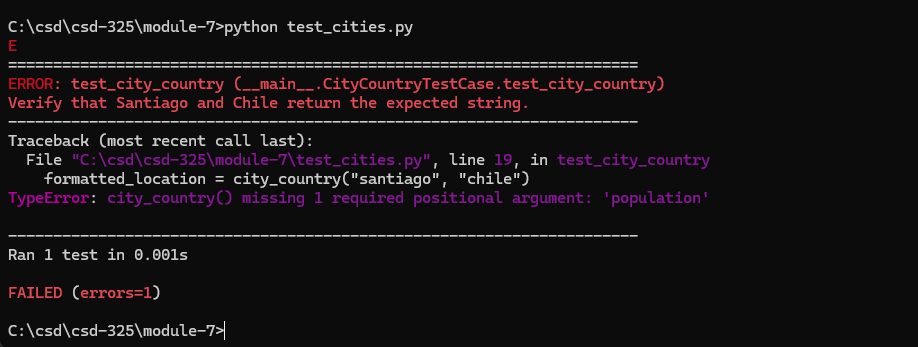 C:\csd\csd-325\module-7>python test_cities.py
E
======================================================================
ERROR: test_city_country (__main__.CityCountryTestCase.test_city_country)
Verify that Santiago and Chile return the expected string.
----------------------------------------------------------------------
Traceback (most recent call last):
  File "C:\csd\csd-325\module-7\test_cities.py", line 19, in test_city_country
    formatted_location = city_country("santiago", "chile")
TypeError: city_country() missing 1 required positional argument: 'population'
----------------------------------------------------------------------
Ran 1 test in 0.001s
FAILED (errors=1)
C:\csd\csd-325\module-7>